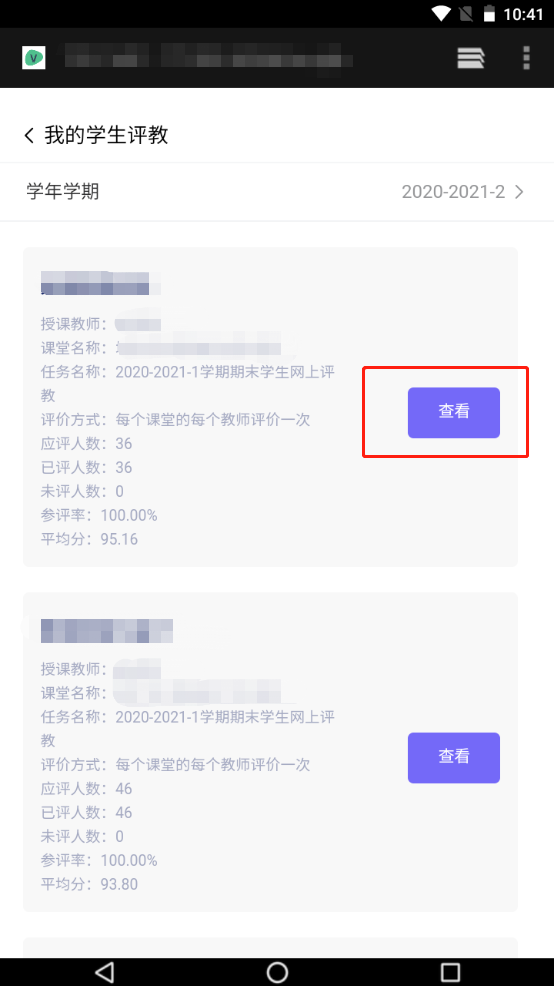 10:41
V
我的学生评教
学年学期 2020-2021-2
授课教师：
课堂名称：
任务名称：2020-2021-1学期期末学生网上评
教
评价方式：每个课堂的每个教师评价一次
应评人数：36
已评人数：36
未评人数：0
参评率：100.00%
平均分：95.16
查看
授课教师：
课堂名称：
任务名称：2020-2021-1学期期末学生网上评
教
评价方式：每个课堂的每个教师评价一次
应评人数：46
已评人数：46
未评人数：0
参评率：100.00%
平均分：93.80
查看